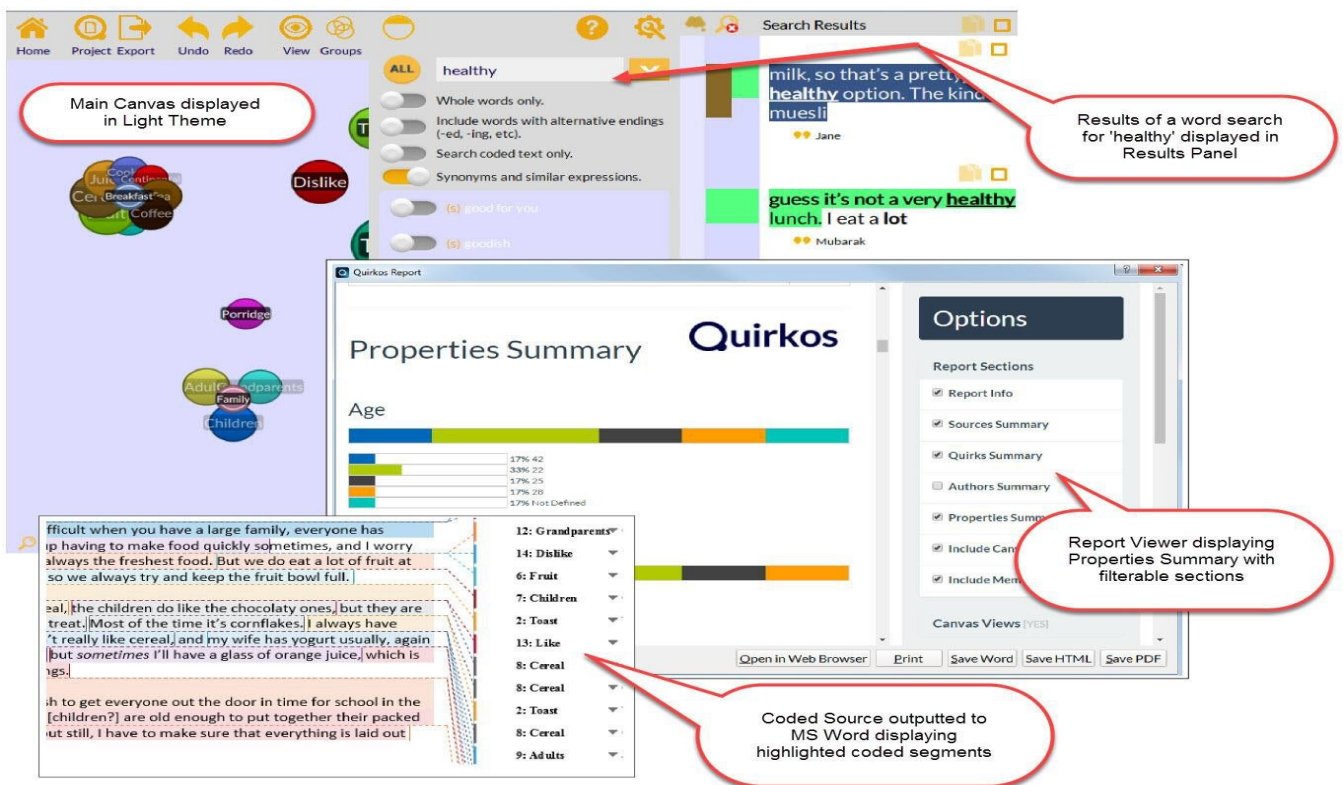 Home
Project
Export
Undo
Redo
View
Groups
?
Main Canvas displayed
in Light Theme
Dislike
Breakfast
Coffee
Porridge
Family
Children
ALL
healthy
Whole words only.
Include words with alternative endings
(-ed, -ing, etc).
Search coded text only.
Synonyms and similar expressions.
(s) good for you
(s) goodish
Search Results
milk, so that's a pretty
healthy option. The kind
muesli
Jane
guess it's not a very healthy
lunch. I eat a lot
Mubarak
Results of a word search
for 'healthy' displayed in
Results Panel
Quirkos Report
Quirkos
Properties Summary
Age
17% 42
33% 22
17% 25
17% 28
17% Not Defined
Options
Report Sections
Report Info
Sources Summary
Quirks Summary
Authors Summary
Properties Summ
Include Can
Include Mem
Canvas Views [YES]
Report Viewer displaying
Properties Summary with
filterable sections
Open in Web Browser
Print
Save Word
Save HTML
Save PDF
fficult when you have a large family, everyone has
p having to make food quickly sometimes, and I worry
always the freshest food. But we do eat a lot of fruit at
so we always try and keep the fruit bowl full.
eal, the children do like the chocolaty ones, but they are
treat. Most of the time it's cornflakes. I always have
't really like cereal, and my wife has yogurt usually, again
but sometimes I'll have a glass of orange juice, which is
ngs.
sh to get everyone out the door in time for school in the
[children?] are old enough to put together their packed
ut still, I have to make sure that everything is laid out
12: Grandparents
14: Dislike
6: Fruit
7: Children
2: Toast
13: Like
8: Cereal
8: Cereal
2: Toast
8: Cereal
9: Adults
Coded Source outputted to
MS Word displaying
highlighted coded segments